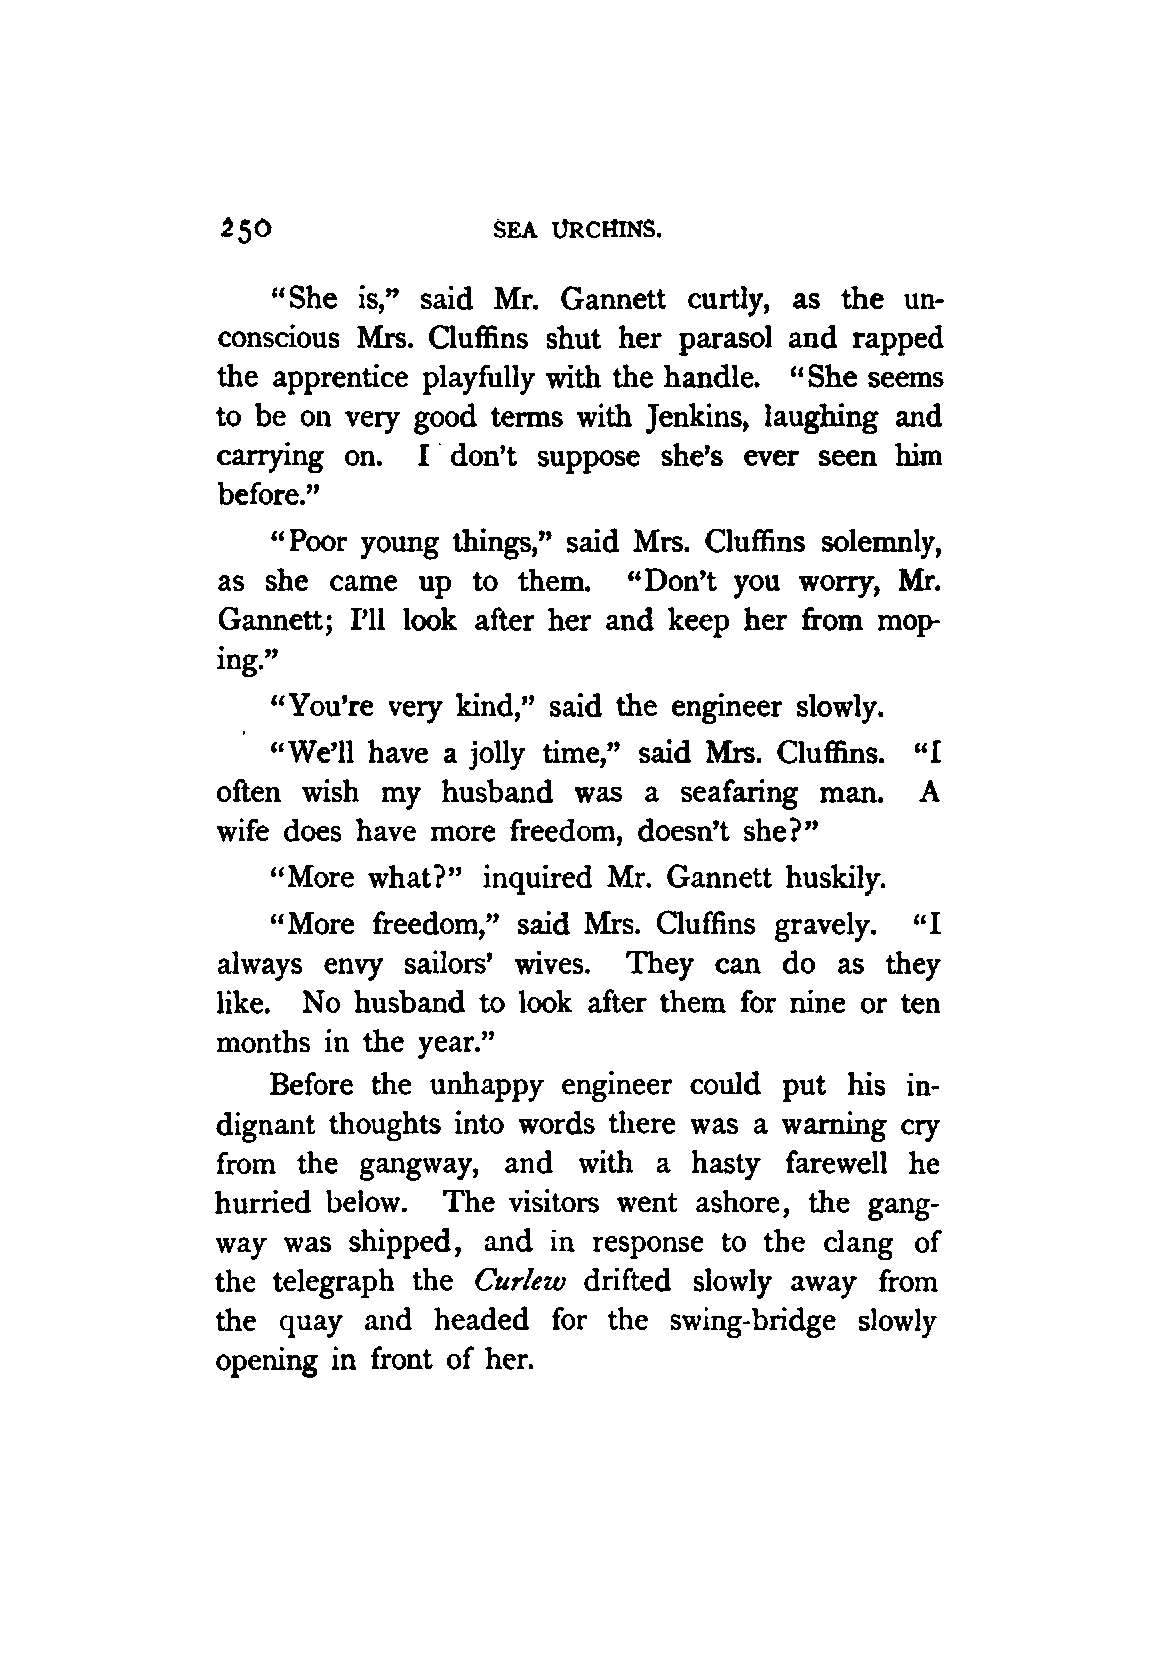 250 SEA URCHINS.
"She is," said Mr. Gannett curtly, as the un-
conscious Mrs. Cluffins shut her parasol and rapped
the apprentice playfully with the handle. "She seems
to be on very good terms with Jenkins, laughing and
carrying on. I don't suppose she's ever seen him
before."
"Poor young things," said Mrs. Cluffins solemnly,
as she came up to them. "Don't you worry, Mr.
Gannett; I'll look after her and keep her from mop-
ing."
"You're very kind," said the engineer slowly.
"We'll have a jolly time," said Mrs. Cluffins. "I
often wish my husband was a seafaring man. A
wife does have more freedom, doesn't she?"
"More what?" inquired Mr. Gannett huskily.
"More freedom," said Mrs. Cluffins gravely. "I
always envy sailors' wives. They can do as they
like. No husband to look after them for nine or ten
months in the year."
Before the unhappy engineer could put his in-
dignant thoughts into words there was a warning cry
from the gangway, and with a hasty farewell he
hurried below. The visitors went ashore, the gang-
way was shipped, and in response to the clang of
the telegraph the Curlew drifted slowly away from
the quay and headed for the swing-bridge slowly
opening in front of her.